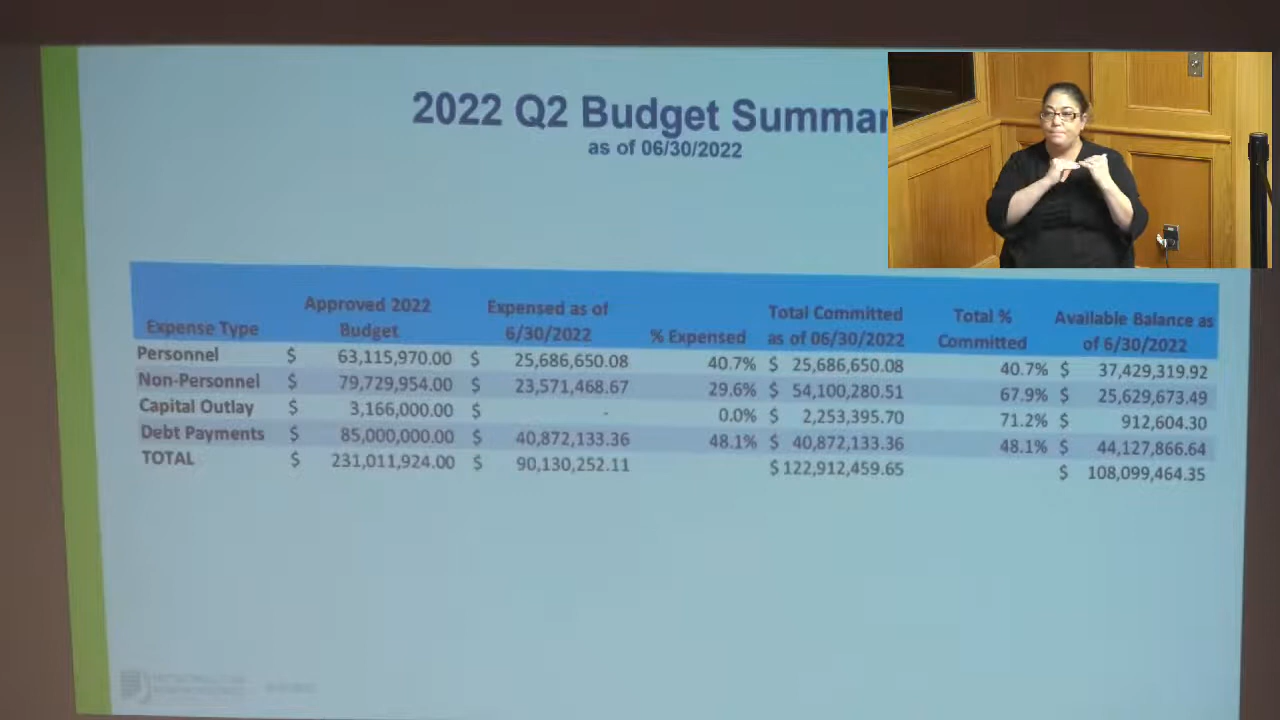 2022 Q2 Budget Summar
as of 06/30/2022
Expense Type Approved 2022 Budget Expensed as of 6/30/2022 % Expensed Total Committed as of 06/30/2022 Total % Committed Available Balance as of 6/30/2022
Personnel $ 63,115,970.00 $ 25,686,650.08 40.7% $ 25,686,650.08 40.7% $ 37,429,319.92
Non-Personnel $ 79,729,954.00 $ 23,571,468.67 29.6% $ 54,100,280.51 67.9% $ 25,629,673.49
Capital Outlay $ 3,166,000.00 $ - 0.0% $ 2,253,395.70 71.2% $ 912,604.30
Debt Payments $ 85,000,000.00 $ 40,872,133.36 48.1% $ 40,872,133.36 48.1% $ 44,127,866.64
TOTAL $ 231,011,924.00 $ 90,130,252.11 $ 122,912,459.65 $ 108,099,464.35